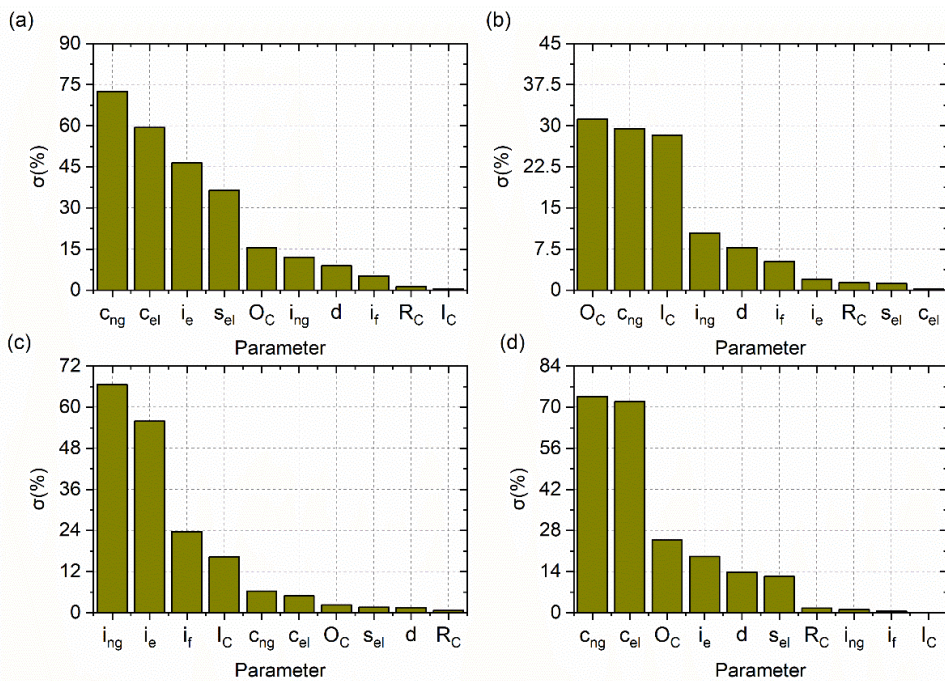 (a)
90
75
60
45
30
15
0
σ(%)
c_ng c_el i_e s_el O_C i_ng d i_f R_C I_C
Parameter
(b)
45
37.5
30
22.5
15
7.5
0
σ(%)
O_C c_ng I_C i_ng d i_f i_e R_C s_el c_el
Parameter
(c)
72
60
48
36
24
12
0
σ(%)
i_ng i_e i_f I_C c_ng c_el O_C s_el d R_C
Parameter
(d)
84
70
56
42
28
14
0
σ(%)
c_ng c_el O_C i_e d s_el R_C i_ng i_f I_C
Parameter